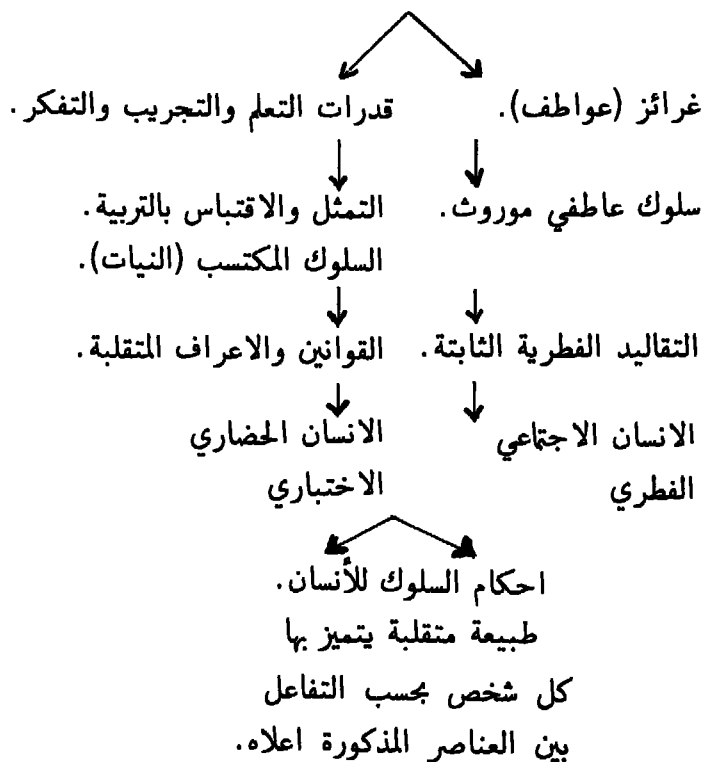 غرائز (عواطف). قدرات التعلم والتجريب والتفكر.
سلوك عاطفي موروث. التمثل والاقتباس بالتربية.
السلوك المكتسب (النيات).
التقاليد الفطرية الثابتة. القوانين والاعراف المتقلبة.
الانسان الاجتماعي الانسان الحضاري
الفطري الاختباري
احكام السلوك للأنسان.
طبيعة متقلبة يتميز بها
كل شخص بحسب التفاعل
بين العناصر المذكورة اعلاه.